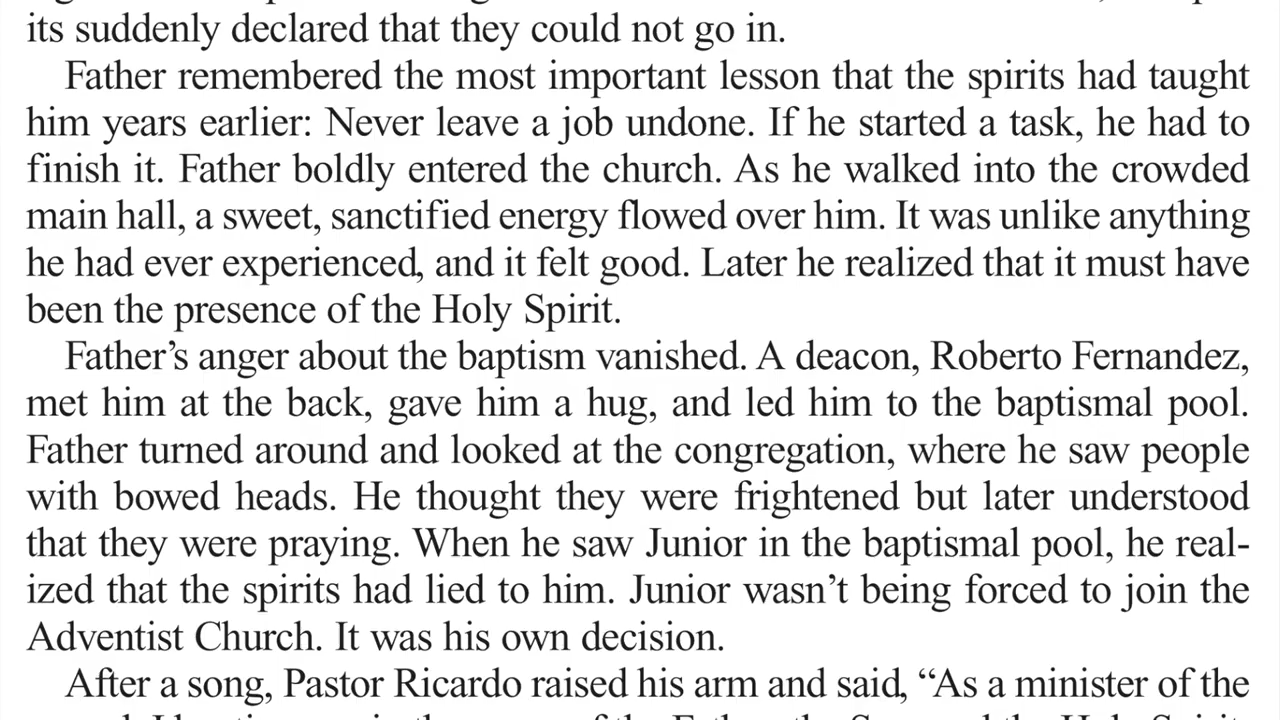 its suddenly declared that they could not go in.
Father remembered the most important lesson that the spirits had taught
him years earlier: Never leave a job undone. If he started a task, he had to
finish it. Father boldly entered the church. As he walked into the crowded
main hall, a sweet, sanctified energy flowed over him. It was unlike anything
he had ever experienced, and it felt good. Later he realized that it must have
been the presence of the Holy Spirit.
Father’s anger about the baptism vanished. A deacon, Roberto Fernandez,
met him at the back, gave him a hug, and led him to the baptismal pool.
Father turned around and looked at the congregation, where he saw people
with bowed heads. He thought they were frightened but later understood
that they were praying. When he saw Junior in the baptismal pool, he real-
ized that the spirits had lied to him. Junior wasn’t being forced to join the
Adventist Church. It was his own decision.
After a song, Pastor Ricardo raised his arm and said, “As a minister of the